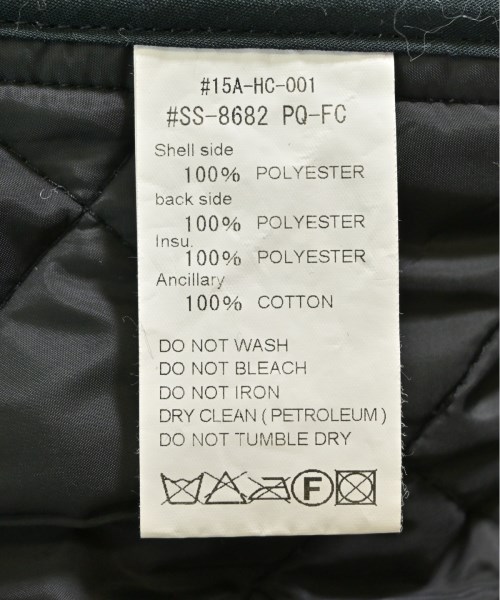 #15A-HC-001
#SS-8682 PQ-FC
Shell side
100% POLYESTER
back side
100% POLYESTER
Insu.
100% POLYESTER
Ancillary
100% COTTON
DO NOT WASH
DO NOT BLEACH
DO NOT IRON
DRY CLEAN ( PETROLEUM )
DO NOT TUMBLE DRY
F